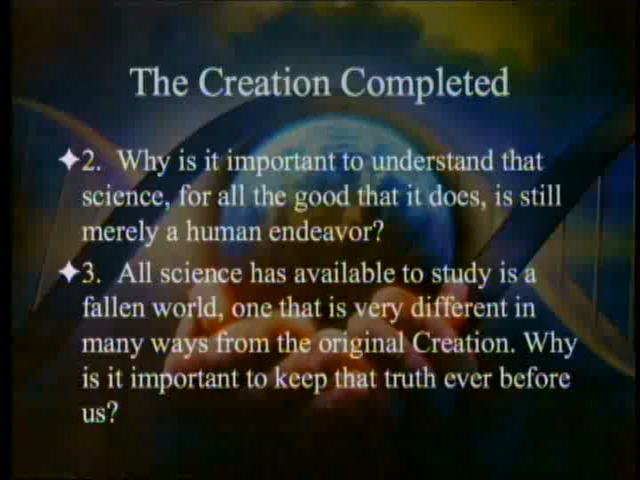 The Creation Completed
2. Why is it important to understand that
science, for all the good that it does, is still
merely a human endeavor?
3. All science has available to study is a
fallen world, one that is very different in
many ways from the original Creation. Why
is it important to keep that truth ever before
us?